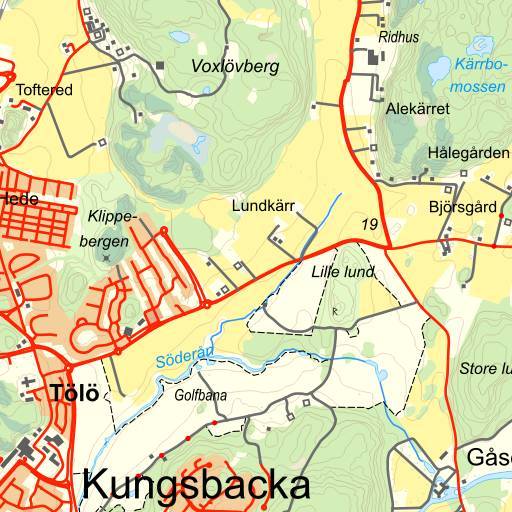 Ridhus
Voxlövberg
Kärrbo-
mossen
Toftered
Alekärret
Hålegården
Hede
Klippe-
bergen
Lundkärr
19
Björsgård
Lille lund
R
Söderån
Store lu
Tölö
Golfbana
Gåse
Kungsbacka